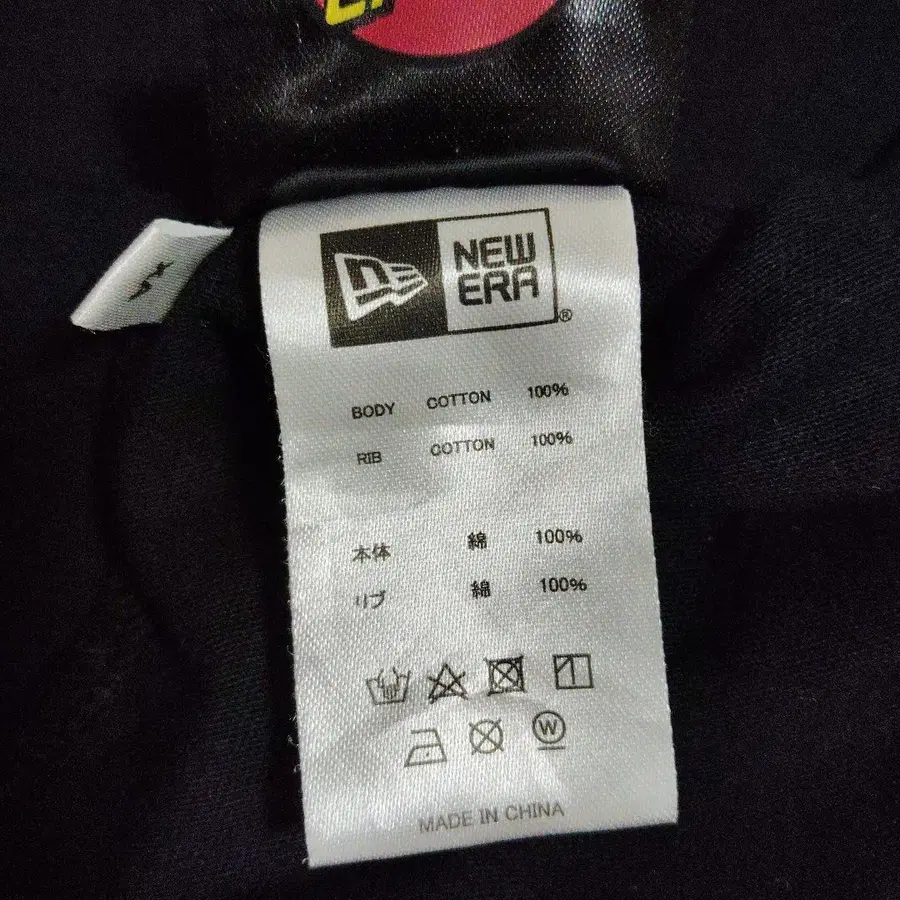 NEW
ERA
®
BODY COTTON 100%
RIB COTTON 100%
本体 綿 100%
リブ 綿 100%
W
MADE IN CHINA